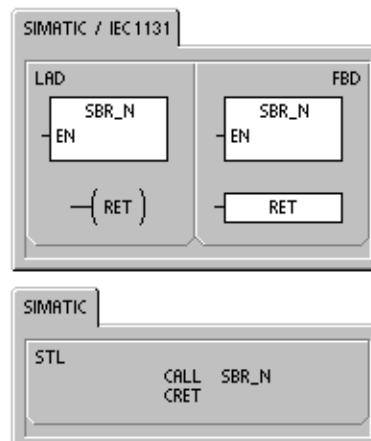 SIMATIC / IEC1131
LAD FBD
SBR_N SBR_N
EN EN
RET RET
SIMATIC
STL
CALL SBR_N
CRET